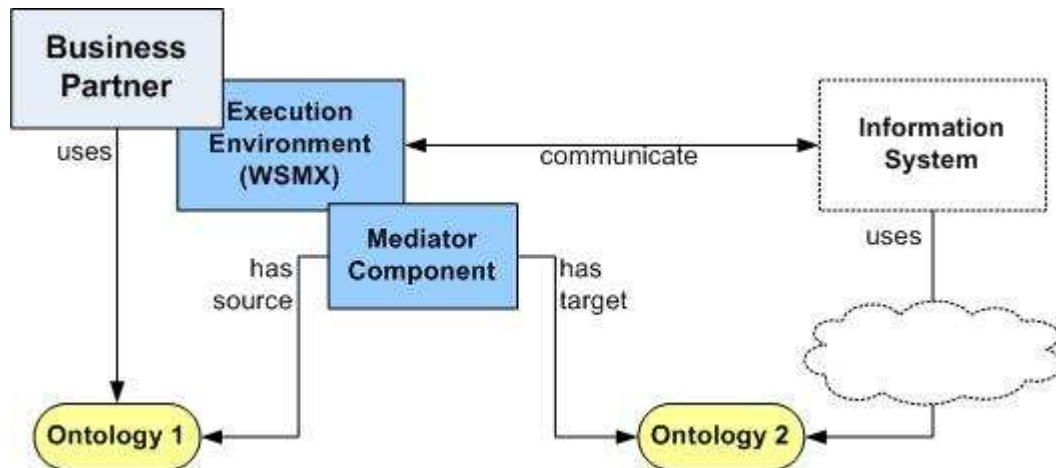 Business
Partner
Execution
Environment
(WSMX)
Information
System
uses
communicate
Mediator
Component
has
source
has
target
uses
Ontology 1
Ontology 2